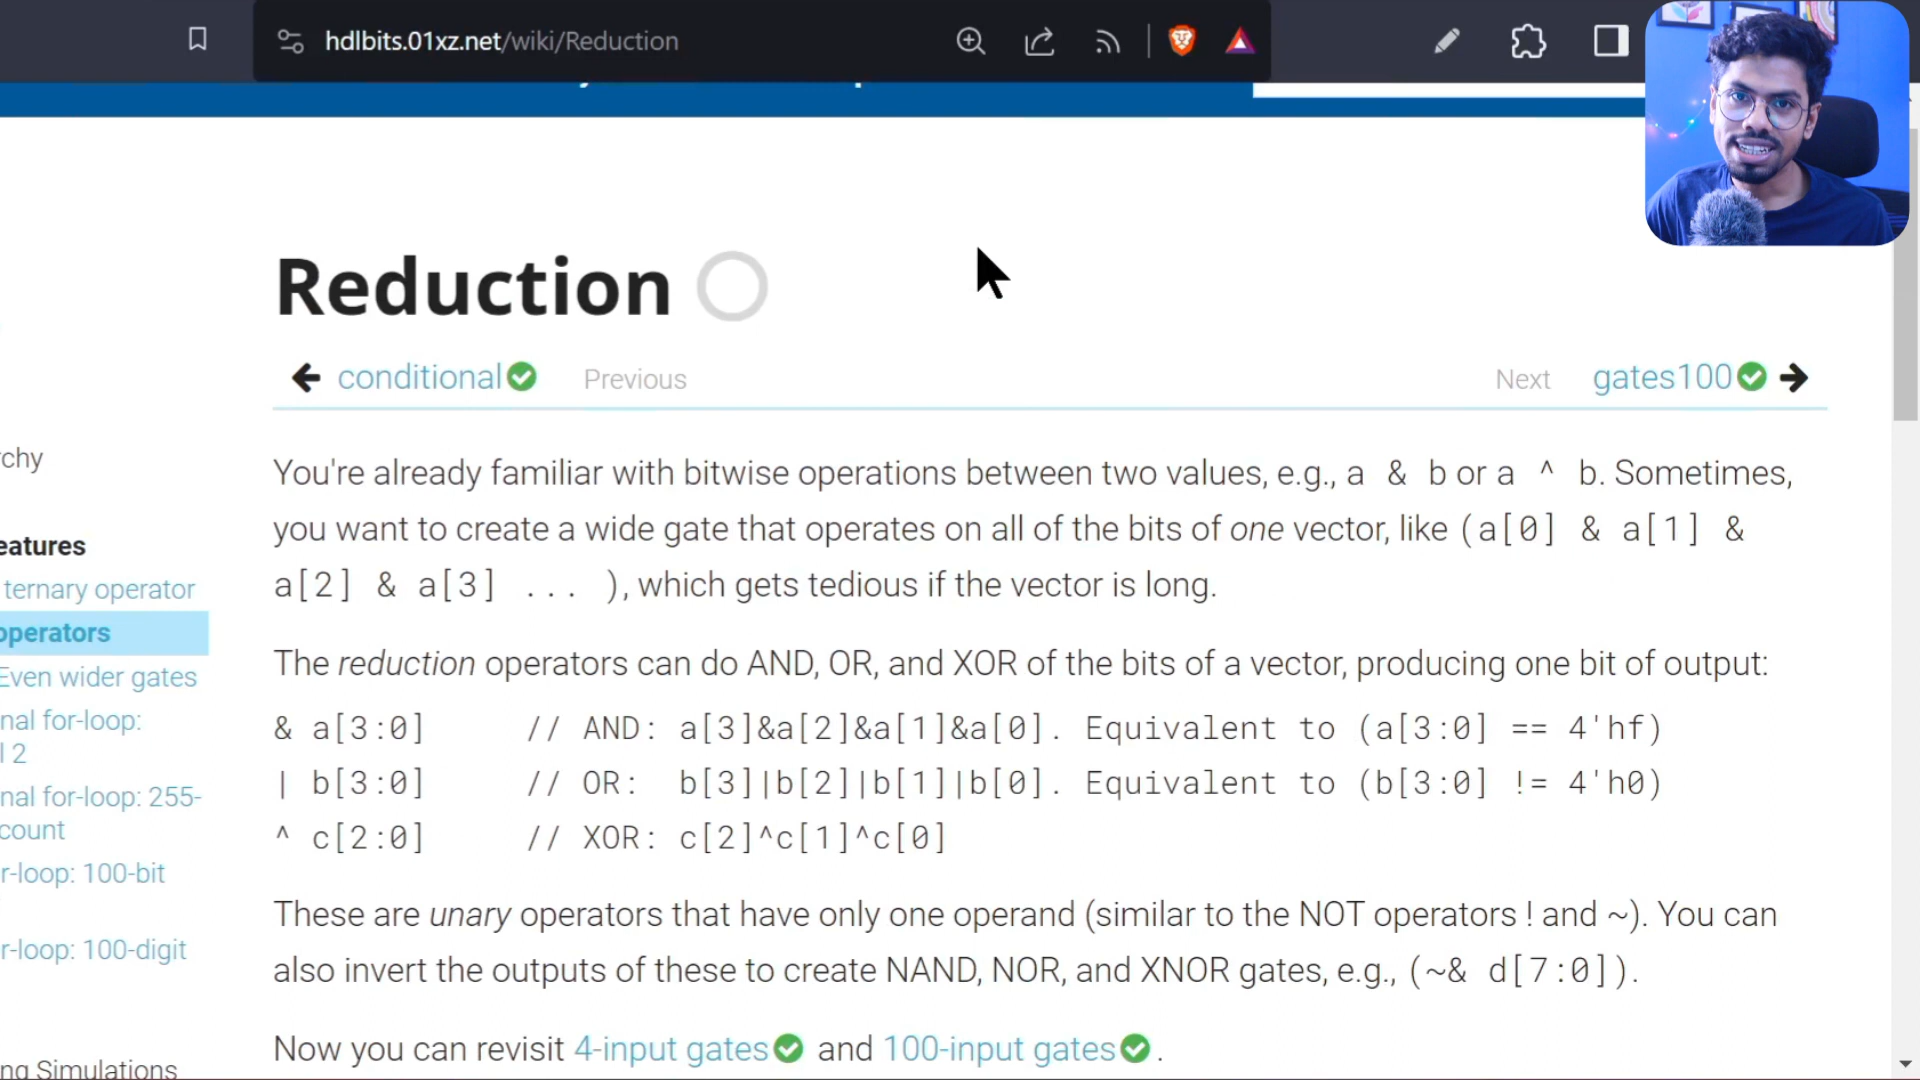 hdlbits.01xz.net/wiki/Reduction
Reduction
conditional Previous
Next gates100
You're already familiar with bitwise operations between two values, e.g., a & b or a ^ b. Sometimes,
you want to create a wide gate that operates on all of the bits of one vector, like (a[0] & a[1] &
a[2] & a[3] ... ), which gets tedious if the vector is long.
The reduction operators can do AND, OR, and XOR of the bits of a vector, producing one bit of output:
& a[3:0] // AND: a[3]&a[2]&a[1]&a[0]. Equivalent to (a[3:0] == 4'hf)
| b[3:0] // OR: b[3]|b[2]|b[1]|b[0]. Equivalent to (b[3:0] != 4'h0)
^ c[2:0] // XOR: c[2]^c[1]^c[0]
These are unary operators that have only one operand (similar to the NOT operators ! and ~). You can
also invert the outputs of these to create NAND, NOR, and XNOR gates, e.g., (~& d[7:0]).
Now you can revisit 4-input gates and 100-input gates .
rchy
eatures
ternary operator
operators
Even wider gates
nal for-loop:
l 2
nal for-loop: 255-
count
r-loop: 100-bit
r-loop: 100-digit
ng Simulations